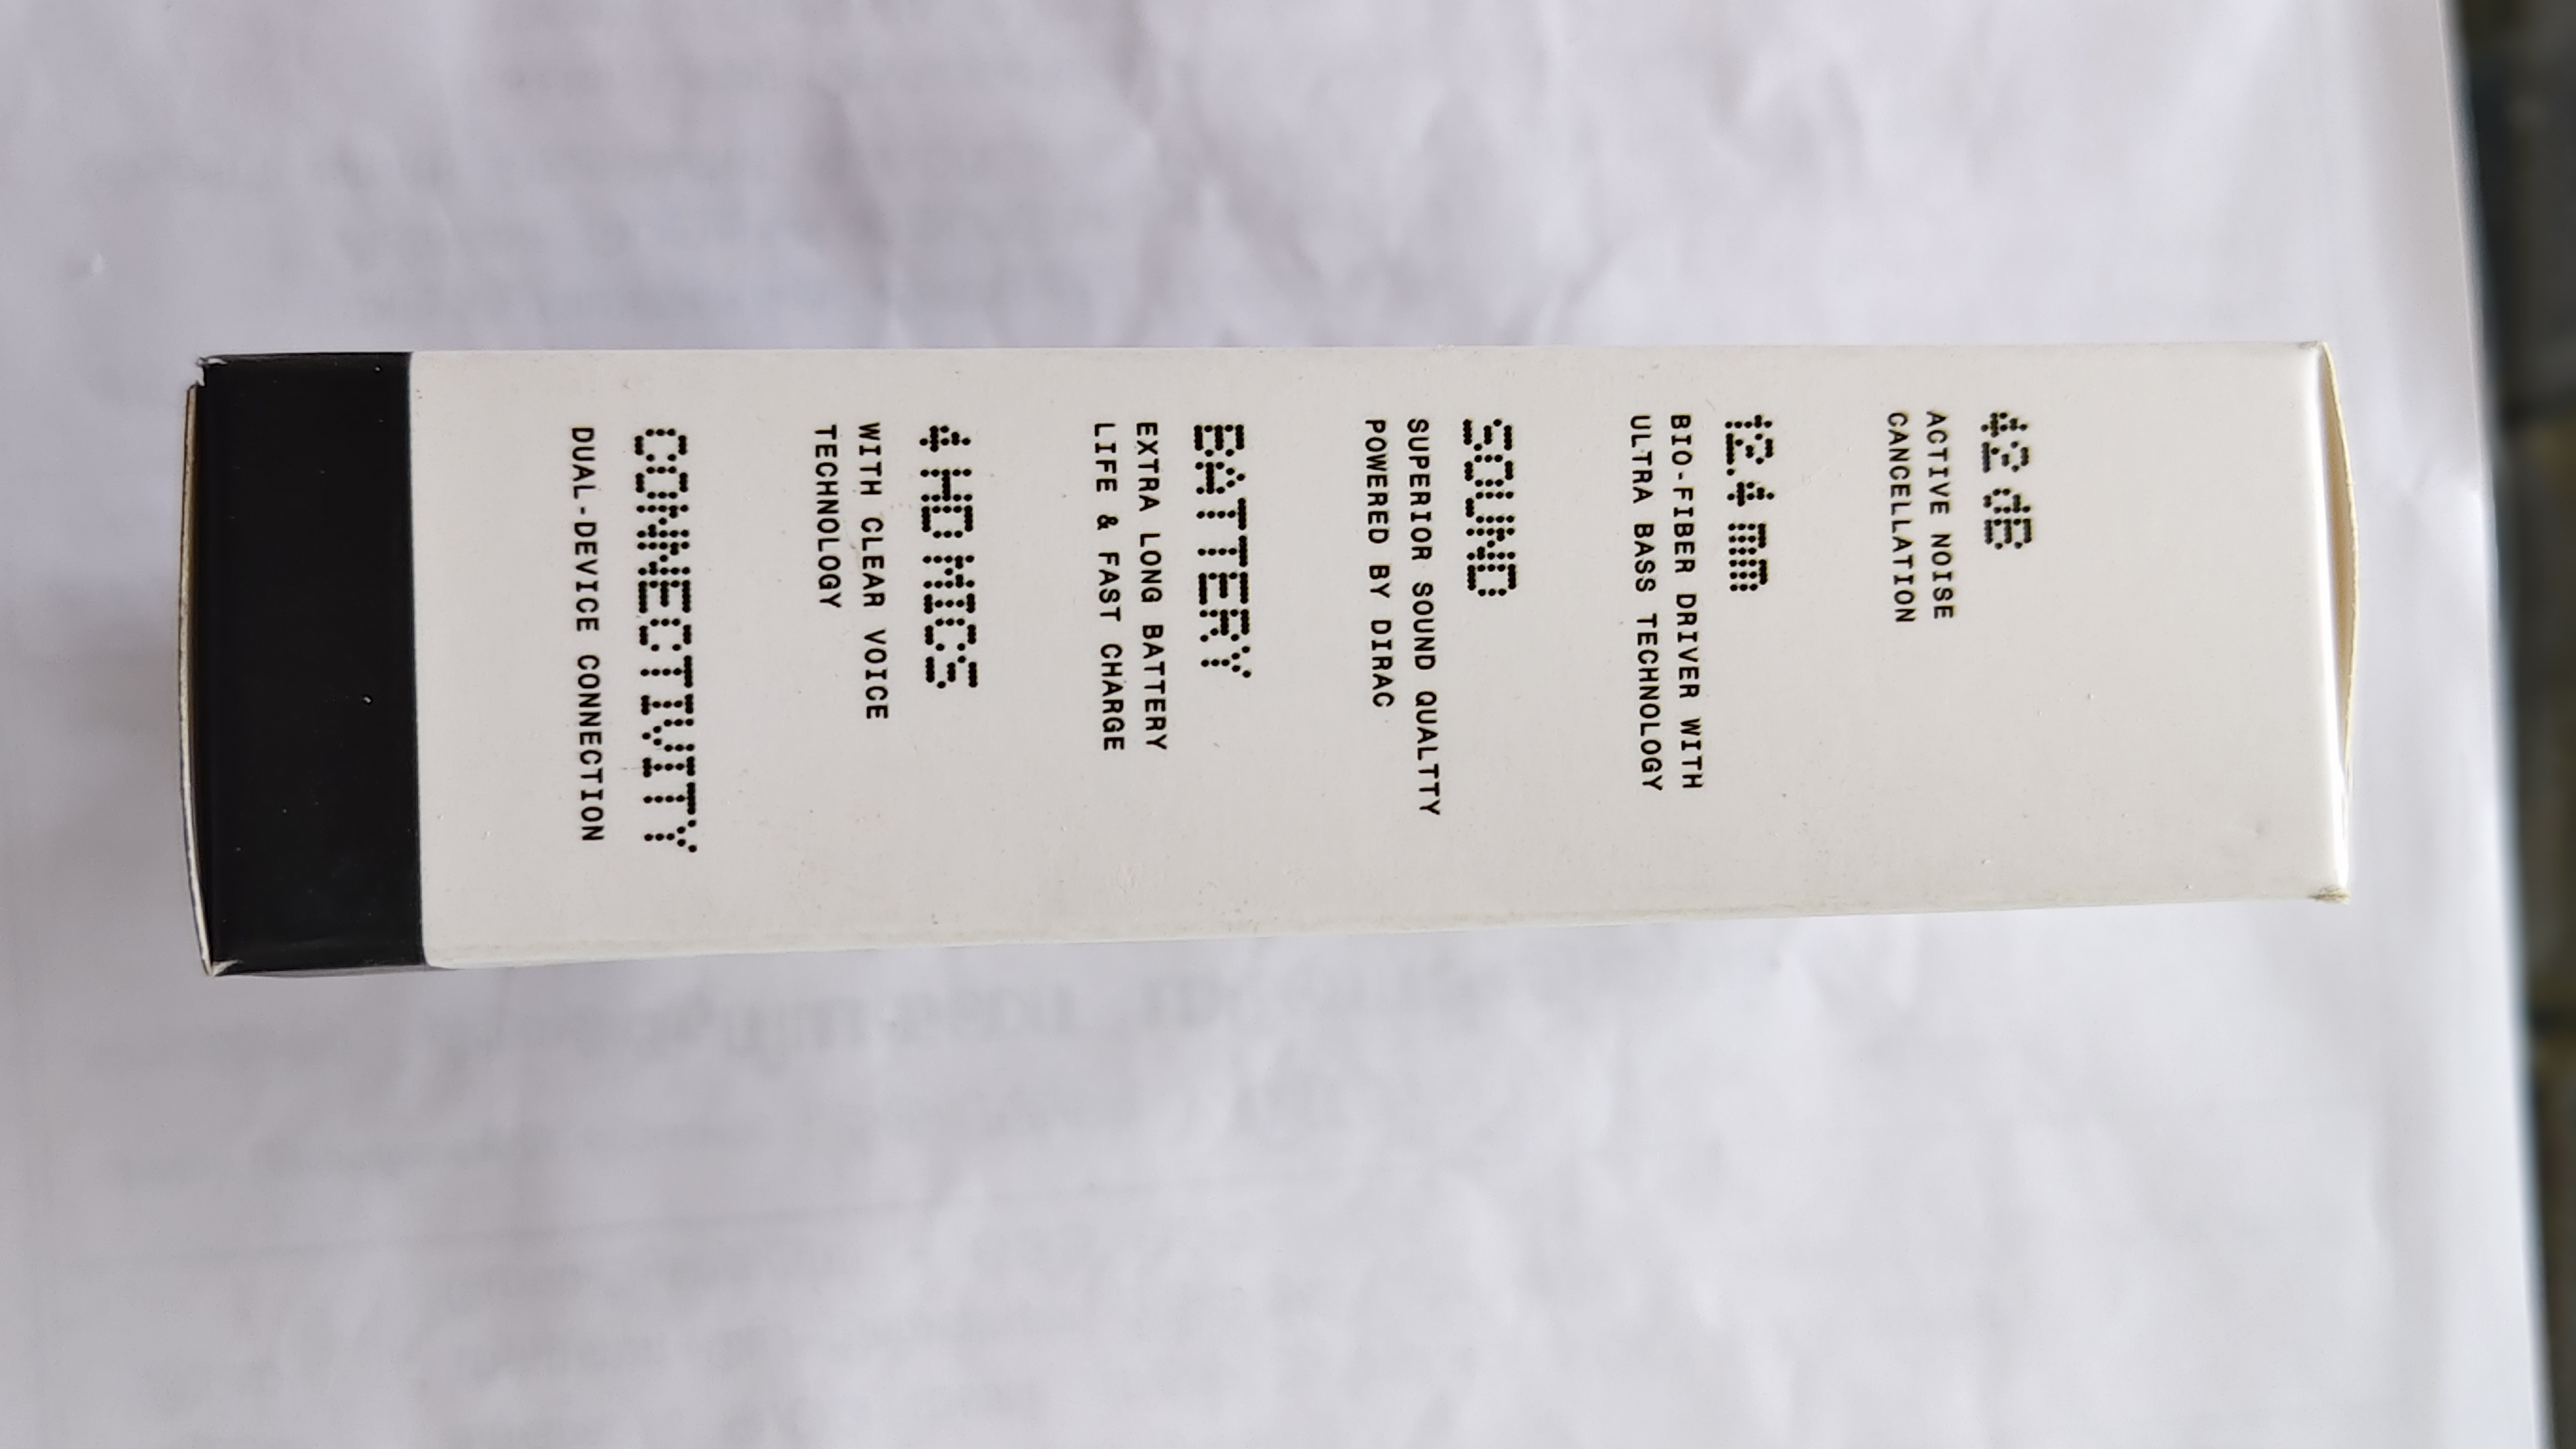 42 dB
ACTIVE NOISE
CANCELLATION
12.4 mm
BIO-FIBER DRIVER WITH
ULTRA BASS TECHNOLOGY
SOUND
SUPERIOR SOUND QUALTTY
POWERED BY DIRAC
BATTERY
EXTRA LONG BATTERY
LIFE & FAST CHARGE
4 HD MICS
WITH CLEAR VOICE
TECHNOLOGY
CONNECTIVITY
DUAL-DEVICE CONNECTION